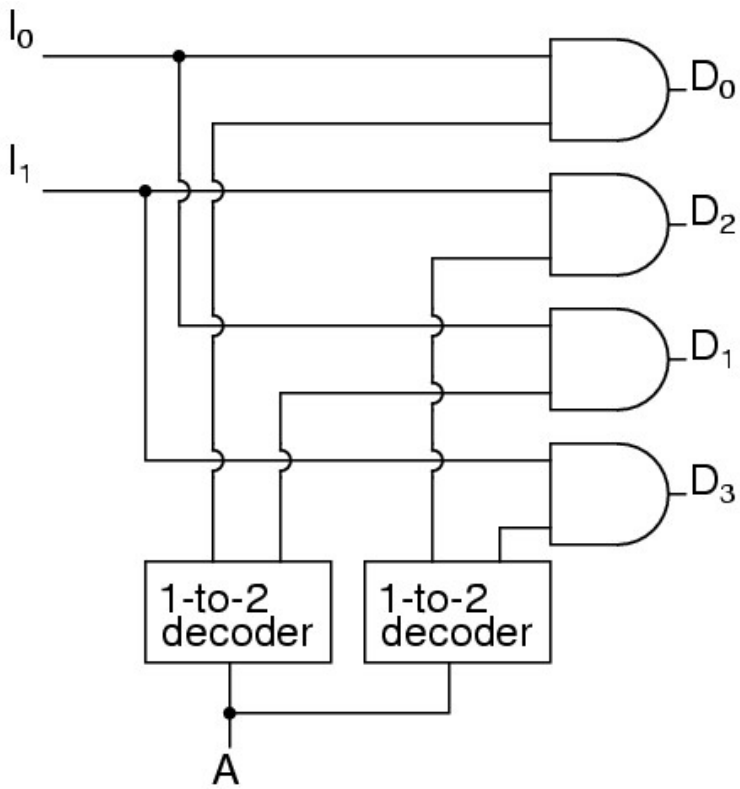 I₀
D₀
I₁
D₂
D₁
D₃
1-to-2
decoder
1-to-2
decoder
A